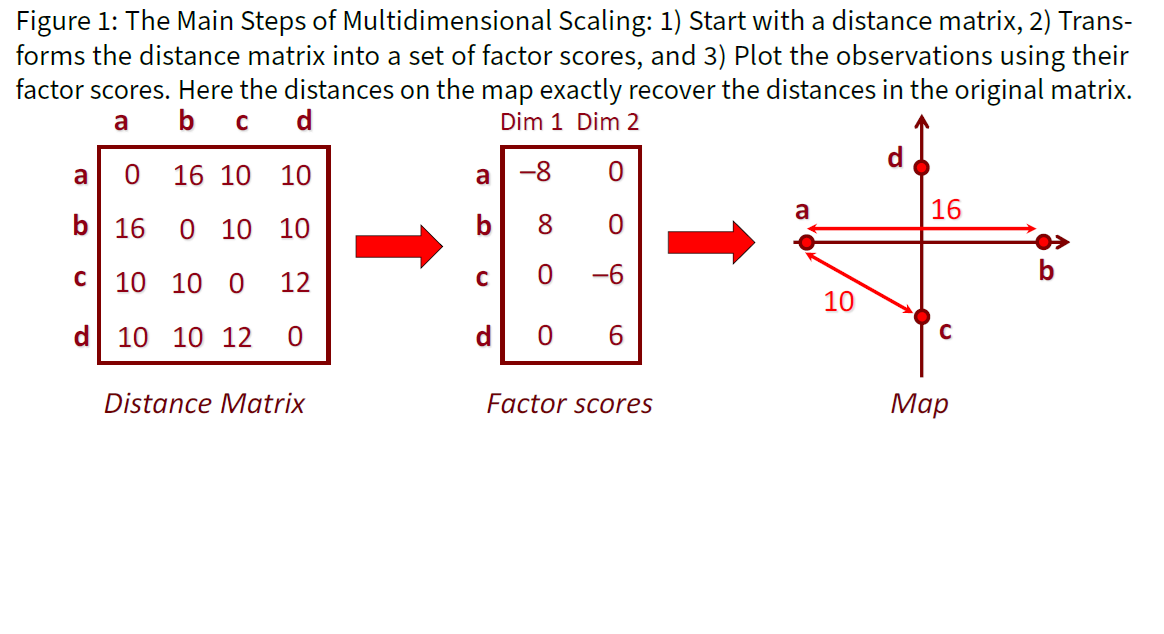 Figure 1: The Main Steps of Multidimensional Scaling: 1) Start with a distance matrix, 2) Trans-
forms the distance matrix into a set of factor scores, and 3) Plot the observations using their
factor scores. Here the distances on the map exactly recover the distances in the original matrix.
a b c d
a 0 16 10 10
b 16 0 10 10
c 10 10 0 12
d 10 10 12 0
Distance Matrix
Dim 1 Dim 2
a –8 0
b 8 0
c 0 –6
d 0 6
Factor scores
d
a 16
b
10
c
Map